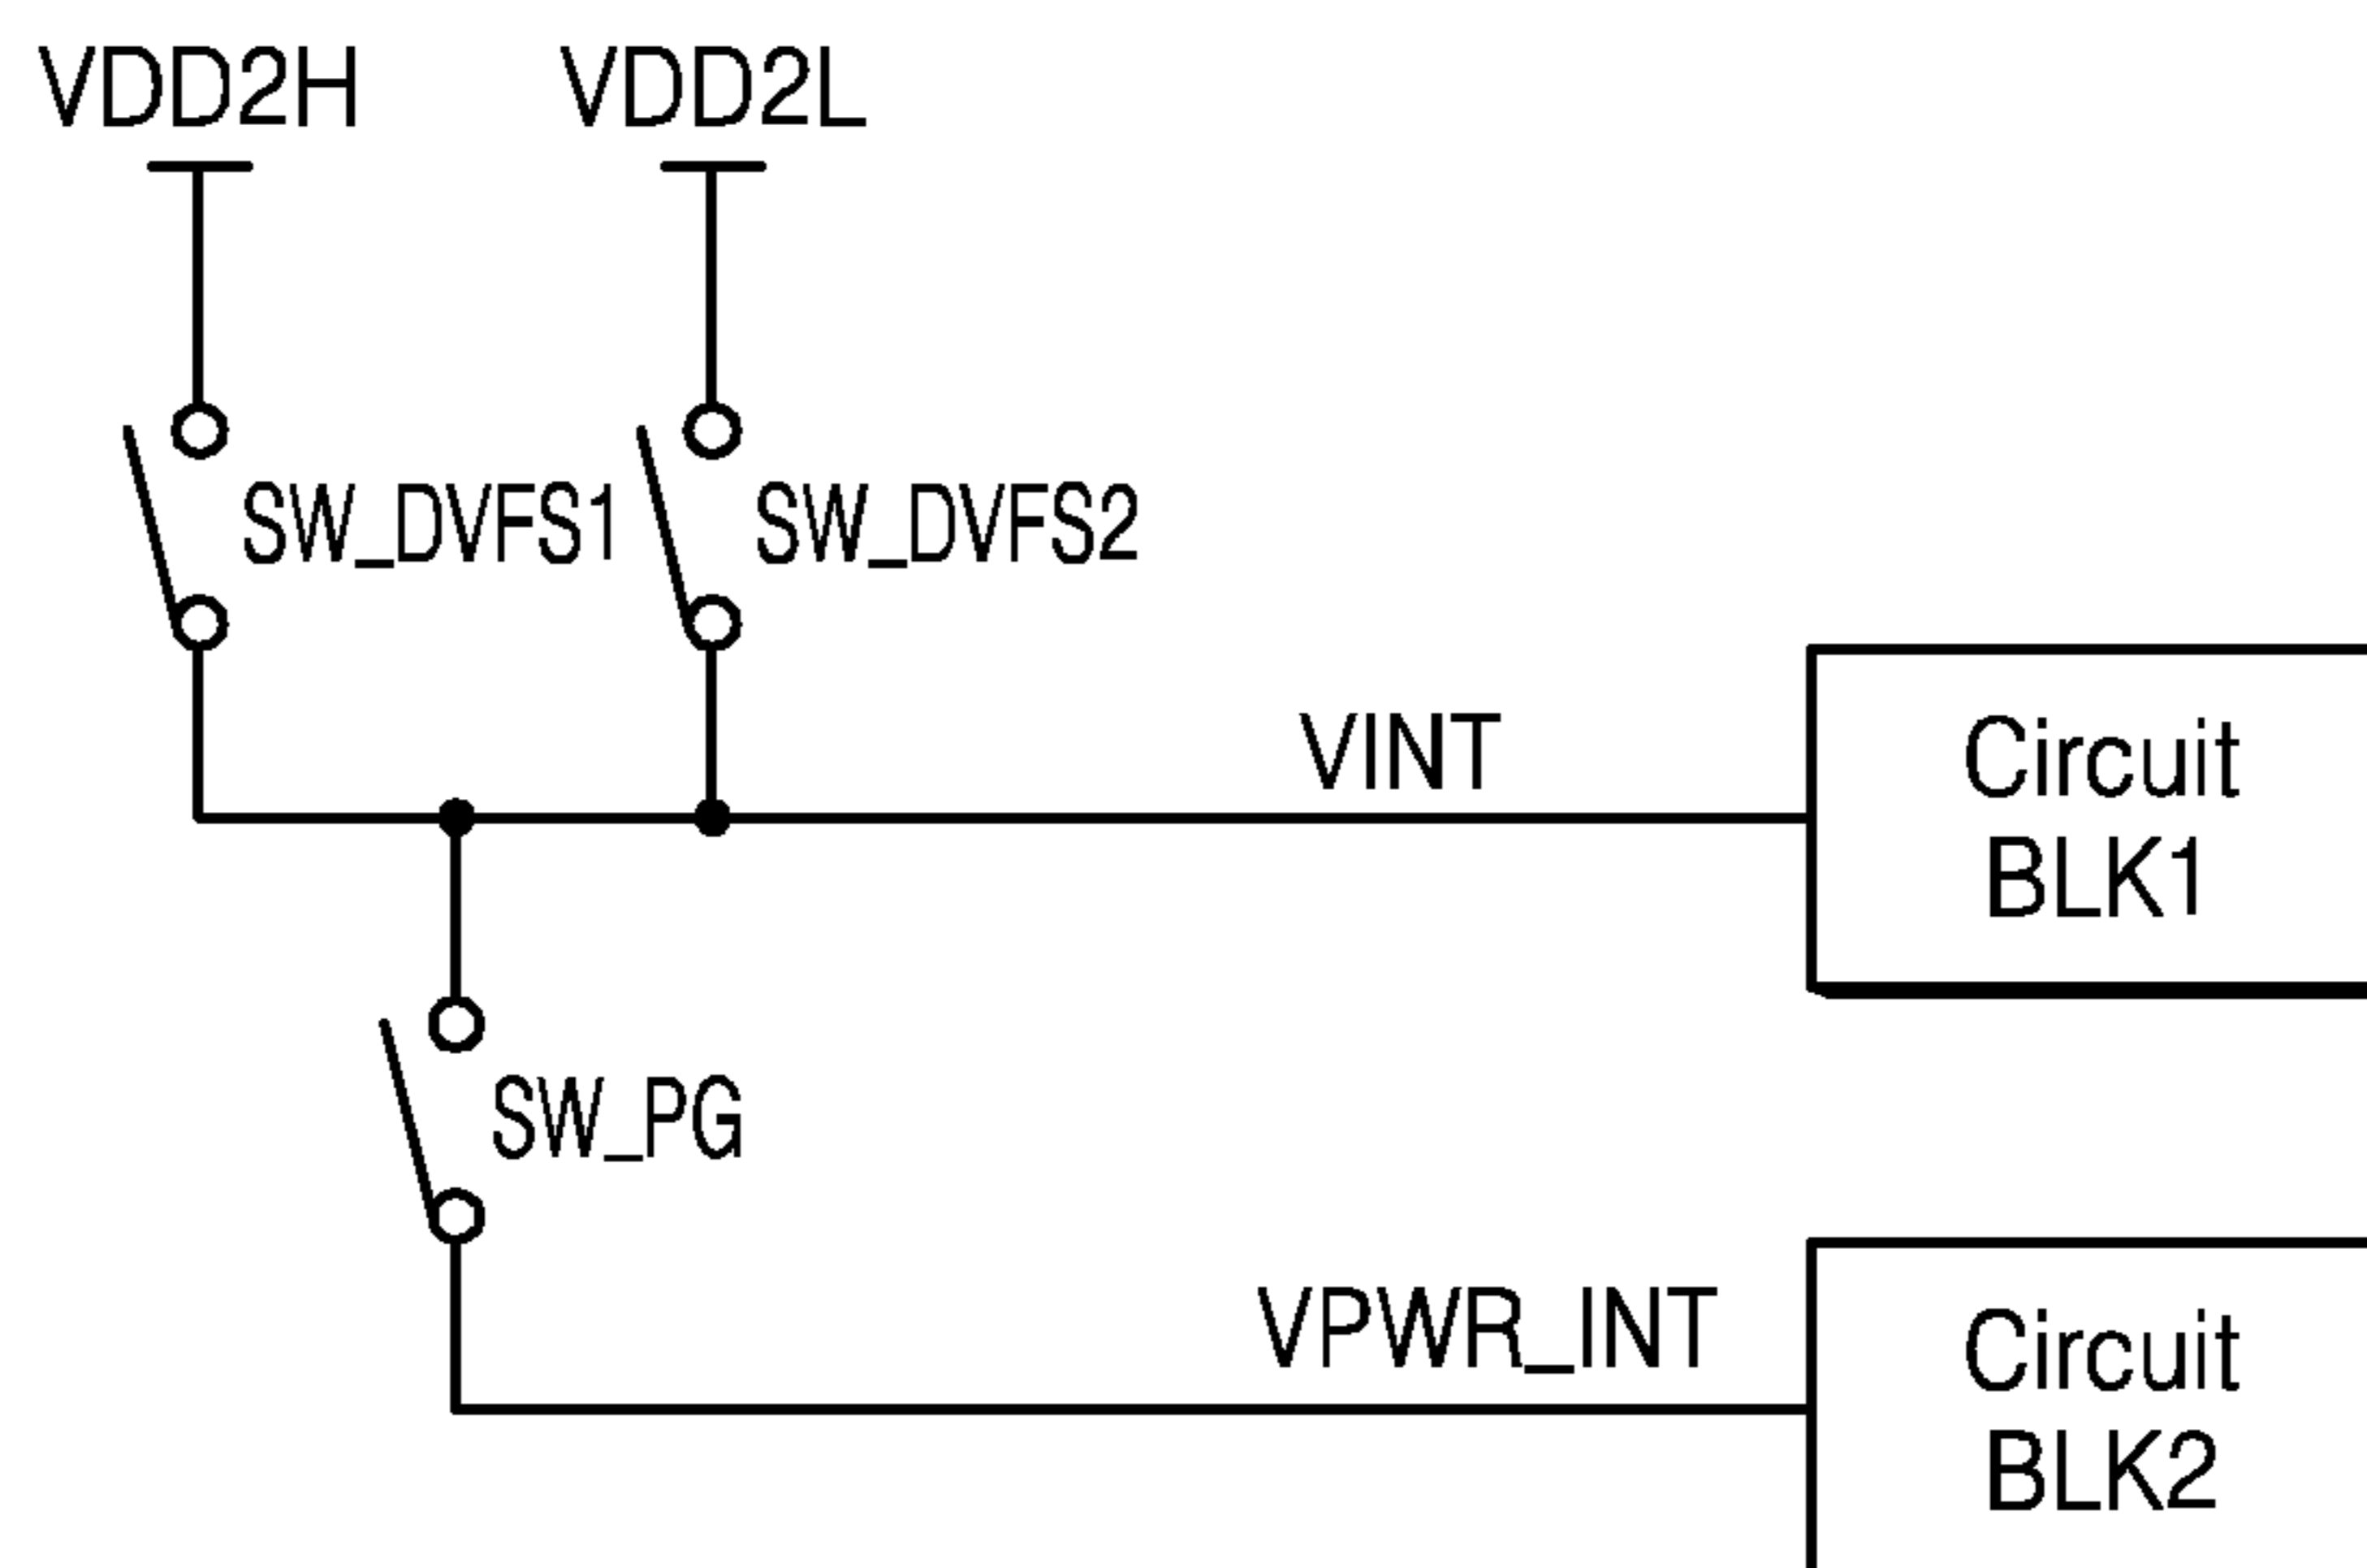 VDD2H
VDD2L
SW_DVFS1
SW_DVFS2
VINT
Circuit
BLK1
SW_PG
VPWR_INT
Circuit
BLK2